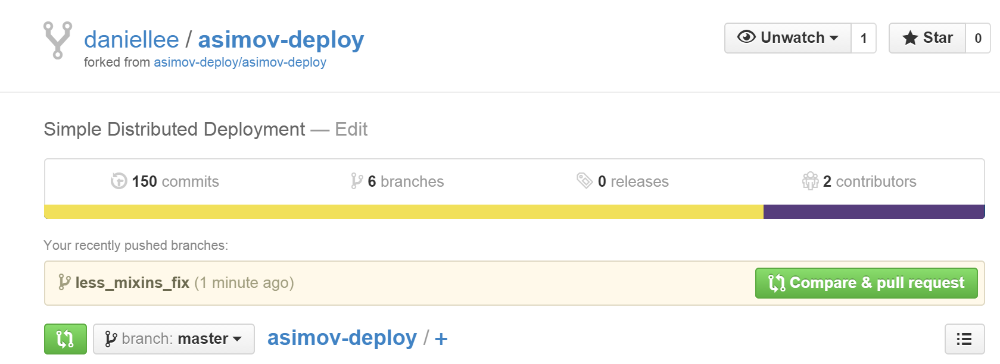 daniellee / asimov-deploy
forked from asimov-deploy/asimov-deploy
Unwatch 1 Star 0
Simple Distributed Deployment — Edit
150 commits 6 branches 0 releases 2 contributors
Your recently pushed branches:
less_mixins_fix (1 minute ago) Compare & pull request
branch: master asimov-deploy / +